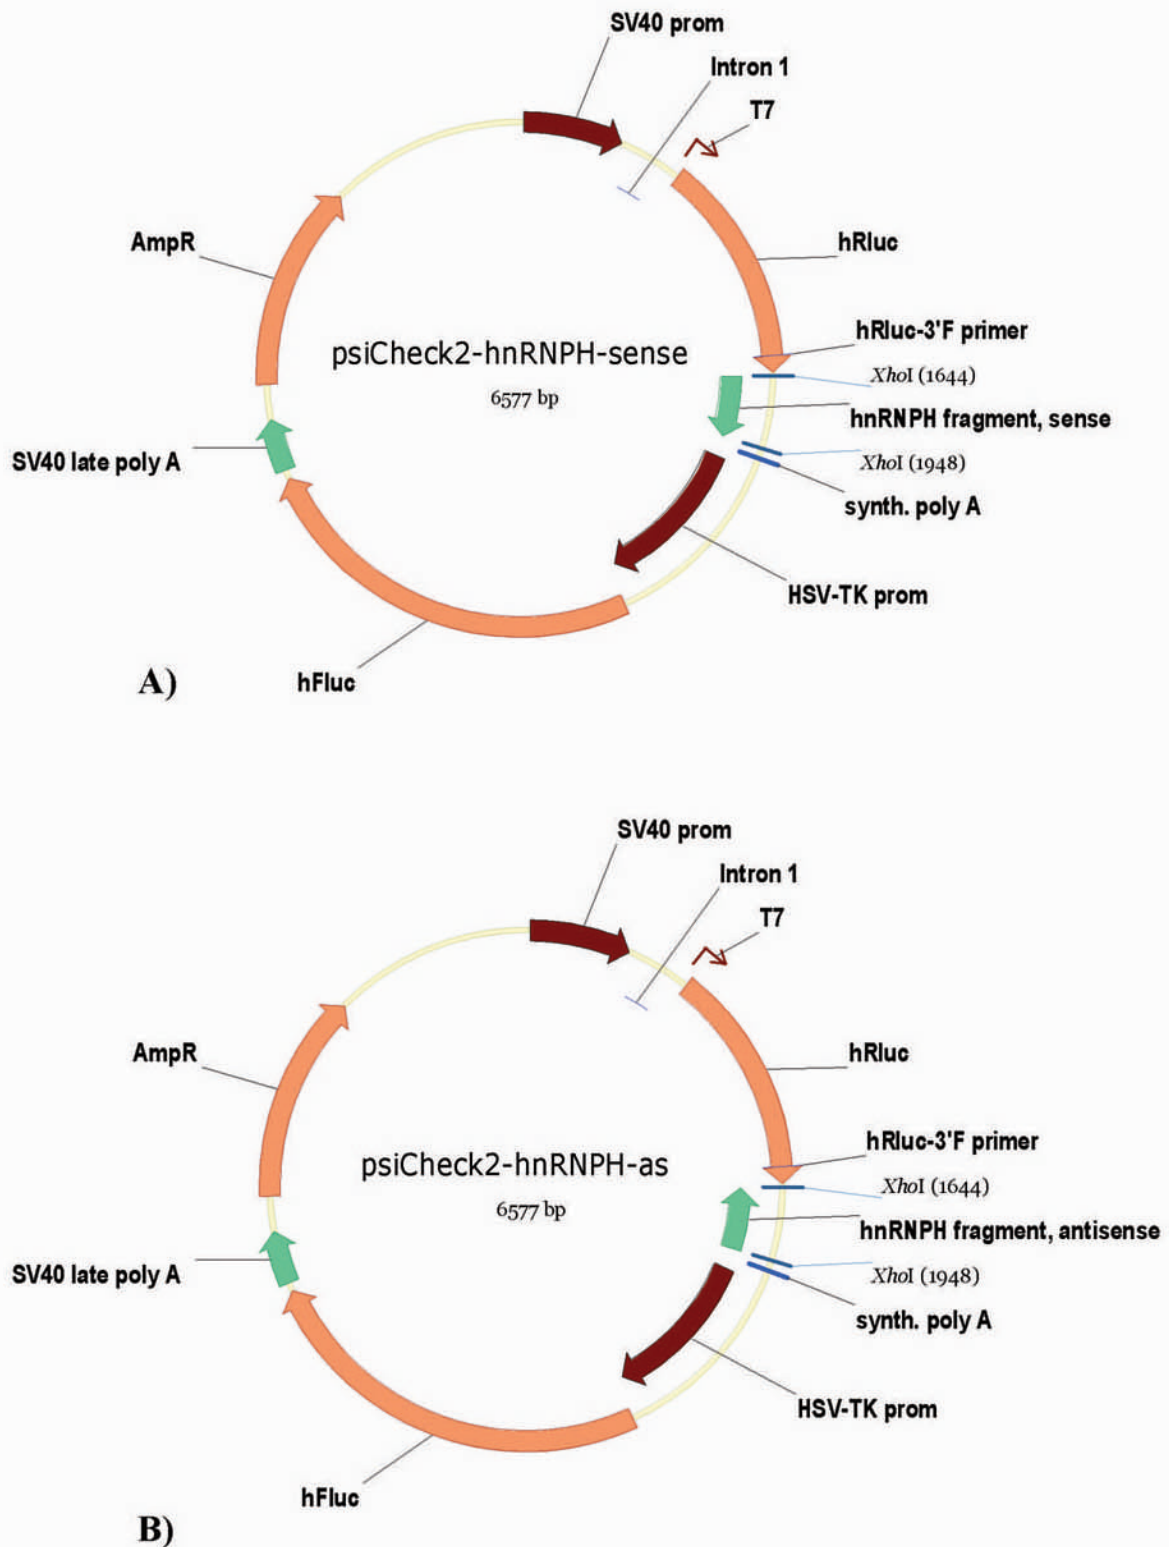 SV40 prom
Intron 1
T7
AmpR
hRluc
hRluc-3'F primer
psiCheck2-hnRNPH-sense
XhoI (1644)
6577 bp
hnRNPH fragment, sense
SV40 late poly A
XhoI (1948)
synth. poly A
HSV-TK prom
A)
hFluc
SV40 prom
Intron 1
T7
AmpR
hRluc
hRluc-3'F primer
psiCheck2-hnRNPH-as
XhoI (1644)
6577 bp
hnRNPH fragment, antisense
SV40 late poly A
XhoI (1948)
synth. poly A
HSV-TK prom
hFluc
B)